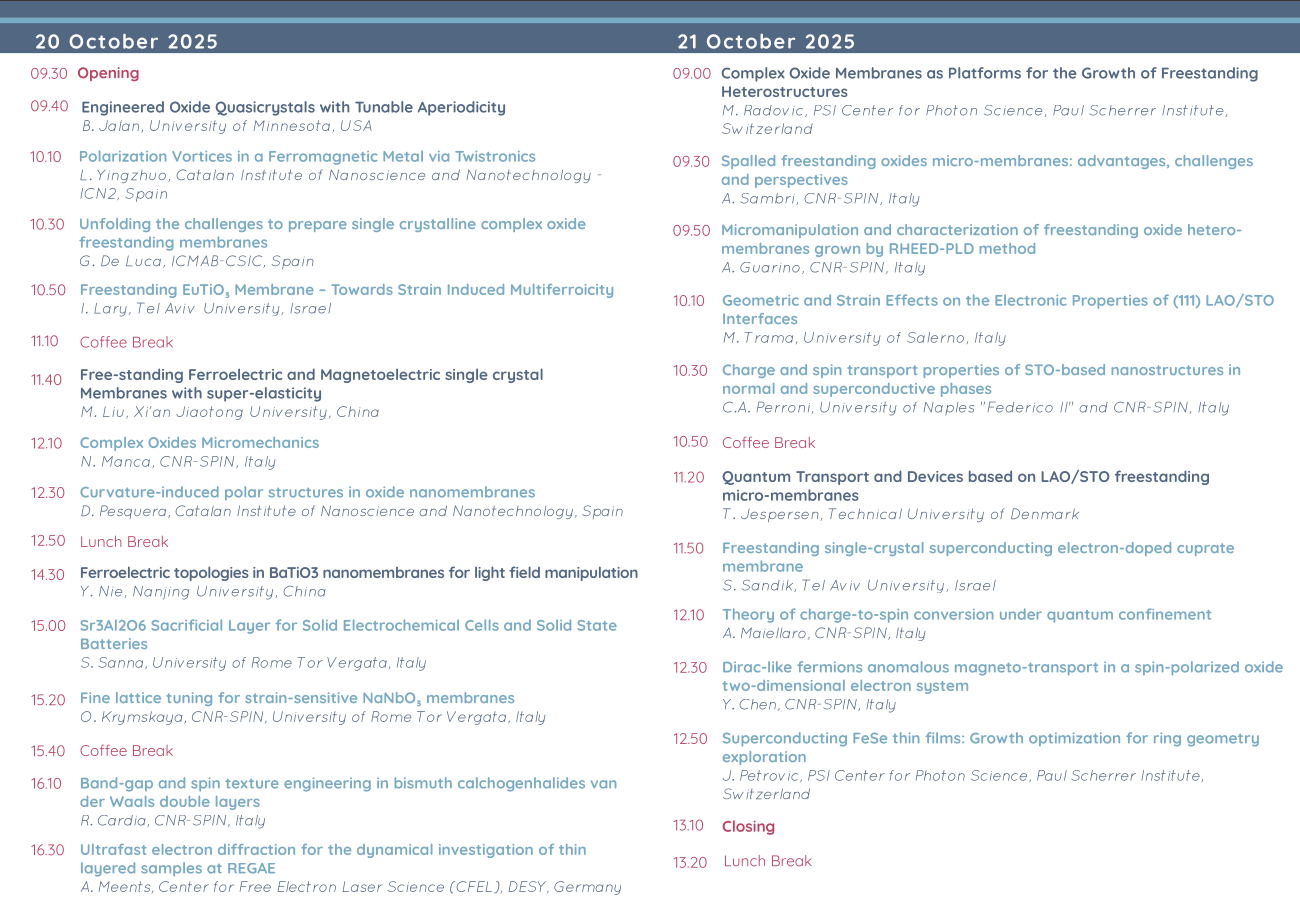 20 October 2025
09.30 Opening
09.40 Engineered Oxide Quasicrystals with Tunable Aperiodicity
B. Jalan, University of Minnesota, USA
10.10 Polarization Vortices in a Ferromagnetic Metal via Twistronics
L. Yingzhuo, Catalan Institute of Nanoscience and Nanotechnology -
ICN2, Spain
10.30 Unfolding the challenges to prepare single crystalline complex oxide
freestanding membranes
G. De Luca, ICMAB-CSIC, Spain
10.50 Freestanding EuTiO₃ Membrane – Towards Strain Induced Multiferroicity
I. Lary, Tel Aviv University, Israel
11.10 Coffee Break
11.40 Free-standing Ferroelectric and Magnetoelectric single crystal
Membranes with super-elasticity
M. Liu, Xi'an Jiaotong University, China
12.10 Complex Oxides Micromechanics
N. Manca, CNR-SPIN, Italy
12.30 Curvature-induced polar structures in oxide nanomembranes
D. Pesquera, Catalan Institute of Nanoscience and Nanotechnology, Spain
12.50 Lunch Break
14.30 Ferroelectric topologies in BaTiO3 nanomembranes for light field manipulation
Y. Nie, Nanjing University, China
15.00 Sr3Al2O6 Sacrificial Layer for Solid Electrochemical Cells and Solid State
Batteries
S. Sanna, University of Rome Tor Vergata, Italy
15.20 Fine lattice tuning for strain-sensitive NaNbO₃ membranes
O. Krymskaya, CNR-SPIN, University of Rome Tor Vergata, Italy
15.40 Coffee Break
16.10 Band-gap and spin texture engineering in bismuth calchogenhalides van
der Waals double layers
R. Cardia, CNR-SPIN, Italy
16.30 Ultrafast electron diffraction for the dynamical investigation of thin
layered samples at REGAE
A. Meents, Center for Free Electron Laser Science (CFEL), DESY, Germany
21 October 2025
09.00 Complex Oxide Membranes as Platforms for the Growth of Freestanding
Heterostructures
M. Radovic, PSI Center for Photon Science, Paul Scherrer Institute,
Switzerland
09.30 Spalled freestanding oxides micro-membranes: advantages, challenges
and perspectives
A. Sambri, CNR-SPIN, Italy
09.50 Micromanipulation and characterization of freestanding oxide hetero-
membranes grown by RHEED-PLD method
A. Guarino, CNR-SPIN, Italy
10.10 Geometric and Strain Effects on the Electronic Properties of (111) LAO/STO
Interfaces
M. Trama, University of Salerno, Italy
10.30 Charge and spin transport properties of STO-based nanostructures in
normal and superconductive phases
C.A. Perroni, University of Naples "Federico II" and CNR-SPIN, Italy
10.50 Coffee Break
11.20 Quantum Transport and Devices based on LAO/STO freestanding
micro-membranes
T. Jespersen, Technical University of Denmark
11.50 Freestanding single-crystal superconducting electron-doped cuprate
membrane
S. Sandik, Tel Aviv University, Israel
12.10 Theory of charge-to-spin conversion under quantum confinement
A. Maiellaro, CNR-SPIN, Italy
12.30 Dirac-like fermions anomalous magneto-transport in a spin-polarized oxide
two-dimensional electron system
Y. Chen, CNR-SPIN, Italy
12.50 Superconducting FeSe thin films: Growth optimization for ring geometry
exploration
J. Petrovic, PSI Center for Photon Science, Paul Scherrer Institute,
Switzerland
13.10 Closing
13.20 Lunch Break